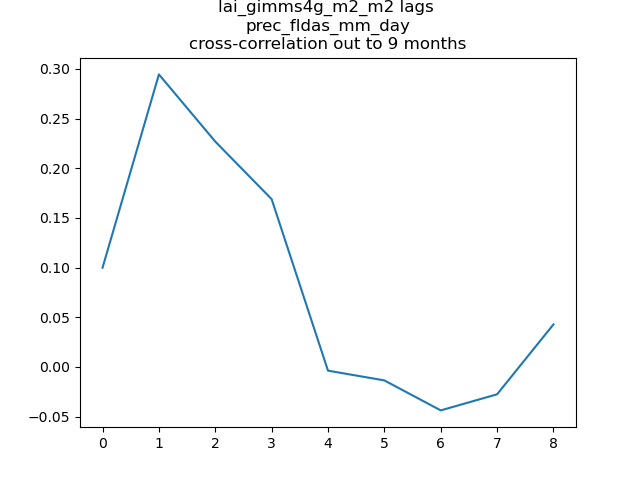 lai_gimms4g_m2_m2 lags
prec_fldas_mm_day
cross-correlation out to 9 months
0.30
0.25
0.20
0.15
0.10
0.05
0.00
−0.05
0 1 2 3 4 5 6 7 8